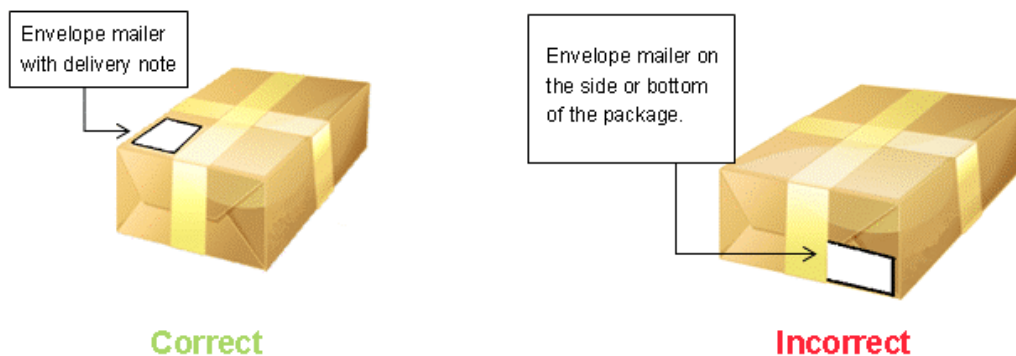 Envelope mailer
with delivery note
Envelope mailer on
the side or bottom
of the package.
Correct
Incorrect